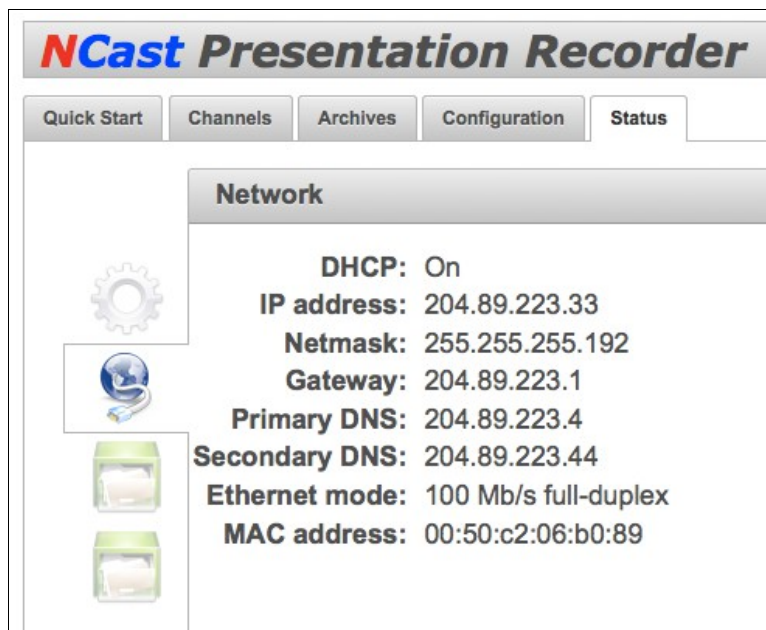 NCast Presentation Recorder
Quick Start Channels Archives Configuration Status
Network
DHCP: On
IP address: 204.89.223.33
Netmask: 255.255.255.192
Gateway: 204.89.223.1
Primary DNS: 204.89.223.4
Secondary DNS: 204.89.223.44
Ethernet mode: 100 Mb/s full-duplex
MAC address: 00:50:c2:06:b0:89